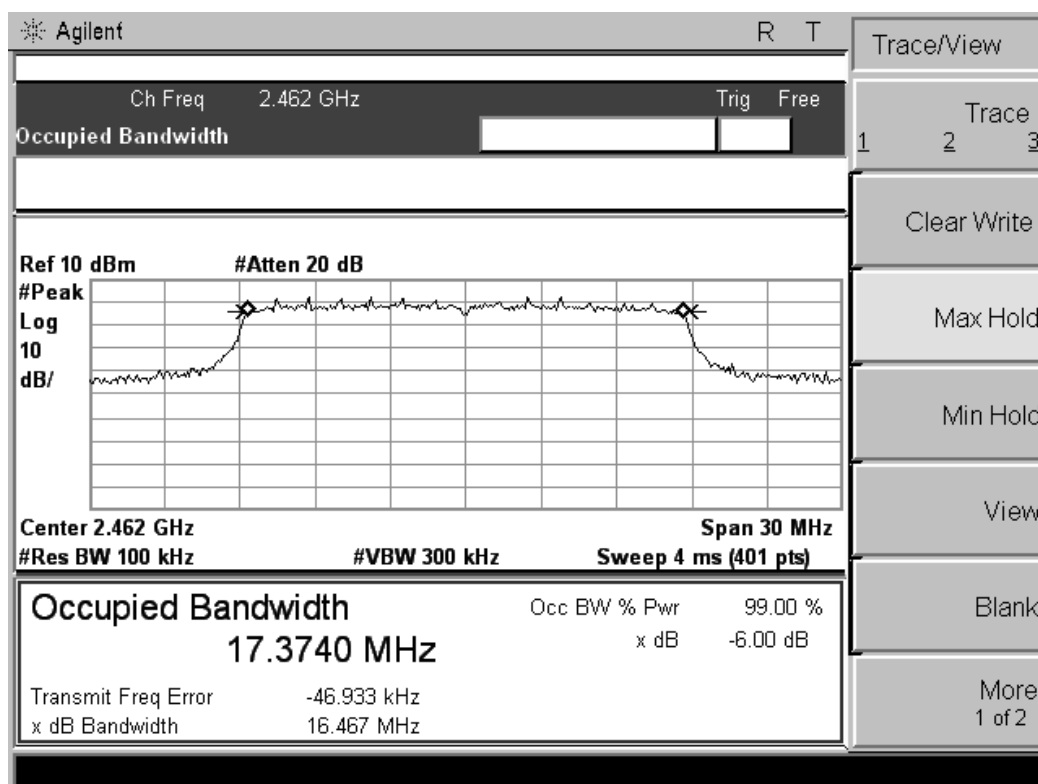 Agilent R T
Ch Freq 2.462 GHz Trig Free
Occupied Bandwidth
Ref 10 dBm #Atten 20 dB
#Peak
Log
10
dB/
Center 2.462 GHz Span 30 MHz
#Res BW 100 kHz #VBW 300 kHz Sweep 4 ms (401 pts)
Occupied Bandwidth Occ BW % Pwr 99.00 %
17.3740 MHz x dB -6.00 dB
Transmit Freq Error -46.933 kHz
x dB Bandwidth 16.467 MHz
Trace/View
Trace
1 2 3
Clear Write
Max Hold
Min Hold
View
Blank
More
1 of 2